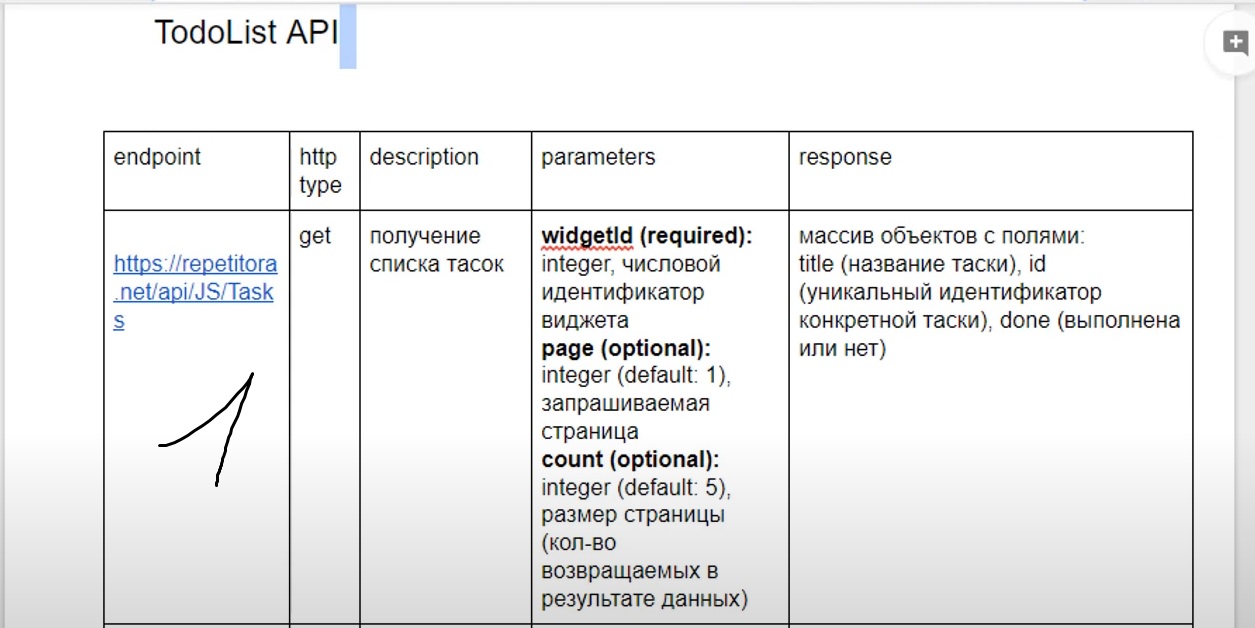 TodoList API
endpoint
http
type
description
parameters
response
https://repetitora
.net/api/JS/Task
s
get
получение
списка тасок
widgetId (required):
integer, числовой
идентификатор
виджета
page (optional):
integer (default: 1),
запрашиваемая
страница
count (optional):
integer (default: 5),
размер страницы
(кол-во
возвращаемых в
результате данных)
массив объектов с полями:
title (название таски), id
(уникальный идентификатор
конкретной таски), done (выполнена
или нет)